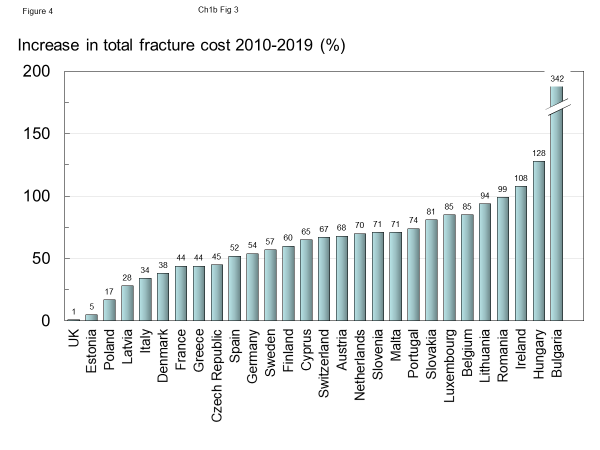 Figure 4
Ch1b Fig 3
Increase in total fracture cost 2010-2019 (%)
200
150
100
50
0
1
5
17
28
34
38
44
44
45
52
54
57
60
65
67
68
70
71
71
74
81
85
85
94
99
108
128
342
UK
Estonia
Poland
Latvia
Italy
Denmark
France
Greece
Czech Republic
Spain
Germany
Sweden
Finland
Cyprus
Switzerland
Austria
Netherlands
Slovenia
Malta
Portugal
Slovakia
Luxembourg
Belgium
Lithuania
Romania
Ireland
Hungary
Bulgaria